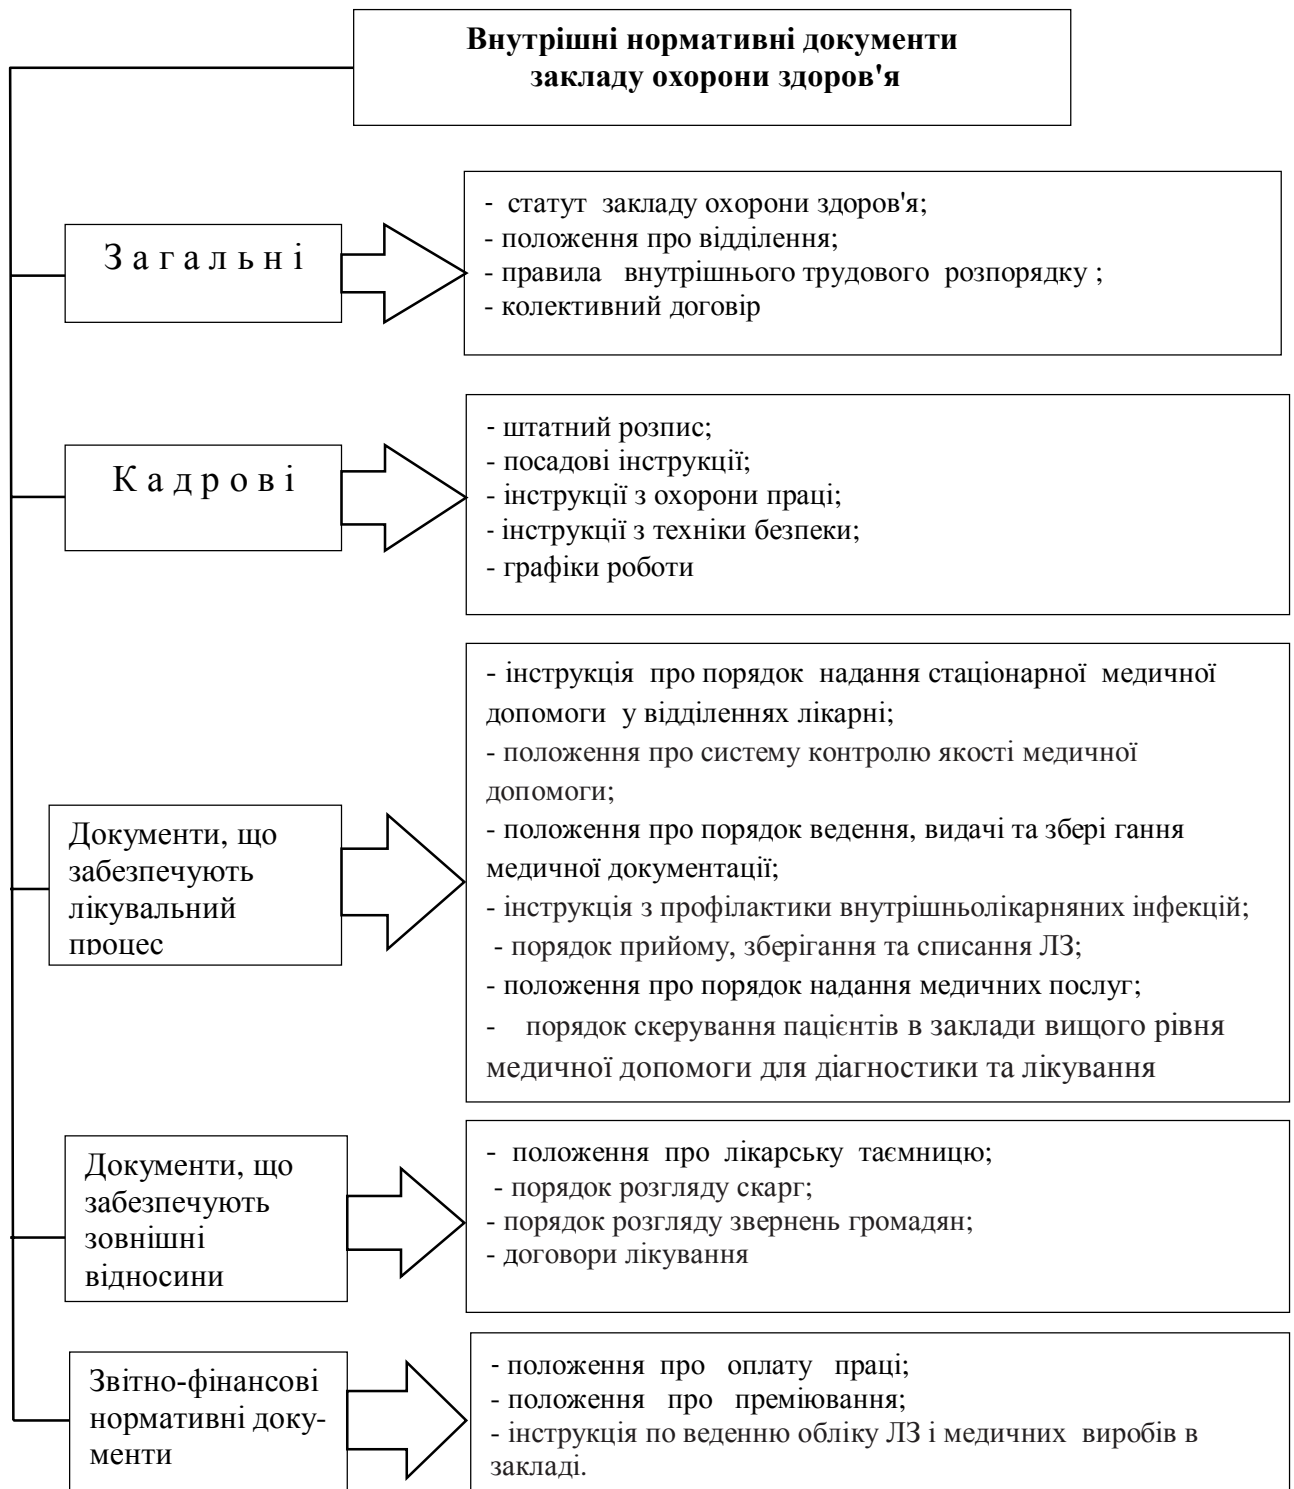 Внутрішні нормативні документи
закладу охорони здоров'я
З а г а л ь н і
- статут закладу охорони здоров'я;
- положення про відділення;
- правила внутрішнього трудового розпорядку ;
- колективний договір
К а д р о в і
- штатний розпис;
- посадові інструкції;
- інструкції з охорони праці;
- інструкції з техніки безпеки;
- графіки роботи
Документи, що
забезпечують
лікувальний
процес
- інструкція про порядок надання стаціонарної медичної
допомоги у відділеннях лікарні;
- положення про систему контролю якості медичної
допомоги;
- положення про порядок ведення, видачі та збері гання
медичної документації;
- інструкція з профілактики внутрішньолікарняних інфекцій;
- порядок прийому, зберігання та списання ЛЗ;
- положення про порядок надання медичних послуг;
- порядок скерування пацієнтів в заклади вищого рівня
медичної допомоги для діагностики та лікування
Документи, що
забезпечують
зовнішні
відносини
- положення про лікарську таємницю;
- порядок розгляду скарг;
- порядок розгляду звернень громадян;
- договори лікування
Звітно-фінансові
нормативні доку-
менти
- положення про оплату праці;
- положення про преміювання;
- інструкція по веденню обліку ЛЗ і медичних виробів в
закладі.